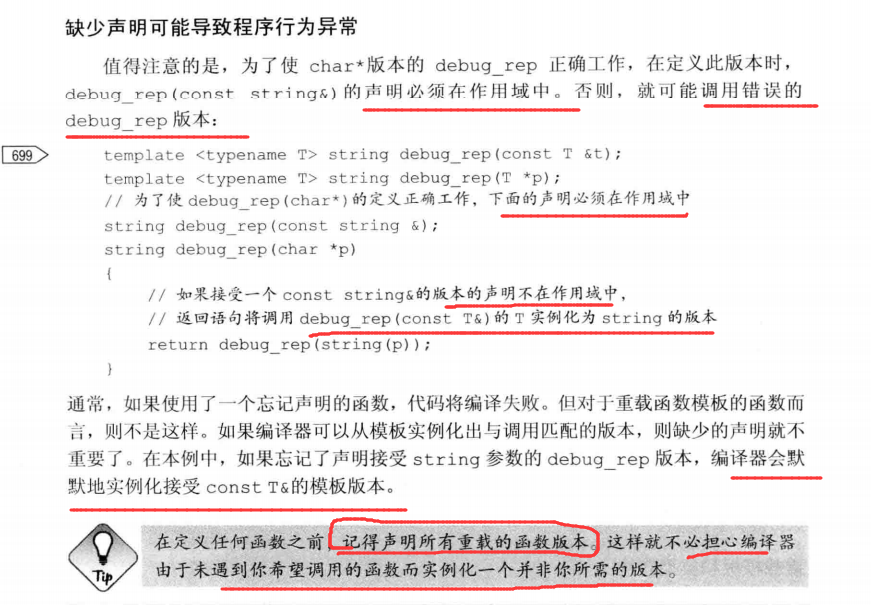 缺少声明可能导致程序行为异常
值得注意的是，为了使 char*版本的 debug_rep 正确工作，在定义此版本时，
debug_rep(const string&)的声明必须在作用域中。否则，就可能调用错误的
debug_rep 版本：
699
template <typename T> string debug_rep(const T &t);
template <typename T> string debug_rep(T *p);
// 为了使 debug_rep(char*)的定义正确工作，下面的声明必须在作用域中
string debug_rep(const string &);
string debug_rep(char *p)
{
// 如果接受一个 const string&的版本的声明不在作用域中，
// 返回语句将调用 debug_rep(const T&)的 T 实例化为 string 的版本
return debug_rep(string(p));
}
通常，如果使用了一个忘记声明的函数，代码将编译失败。但对于重载函数模板的函数而
言，则不是这样。如果编译器可以从模板实例化出与调用匹配的版本，则缺少的声明就不
重要了。在本例中，如果忘记了声明接受 string 参数的 debug_rep 版本，编译器会默
默地实例化接受 const T&的模板版本。
在定义任何函数之前，记得声明所有重载的函数版本。这样就不必担心编译器
由于未遇到你希望调用的函数而实例化一个并非你所需的版本。
Tip